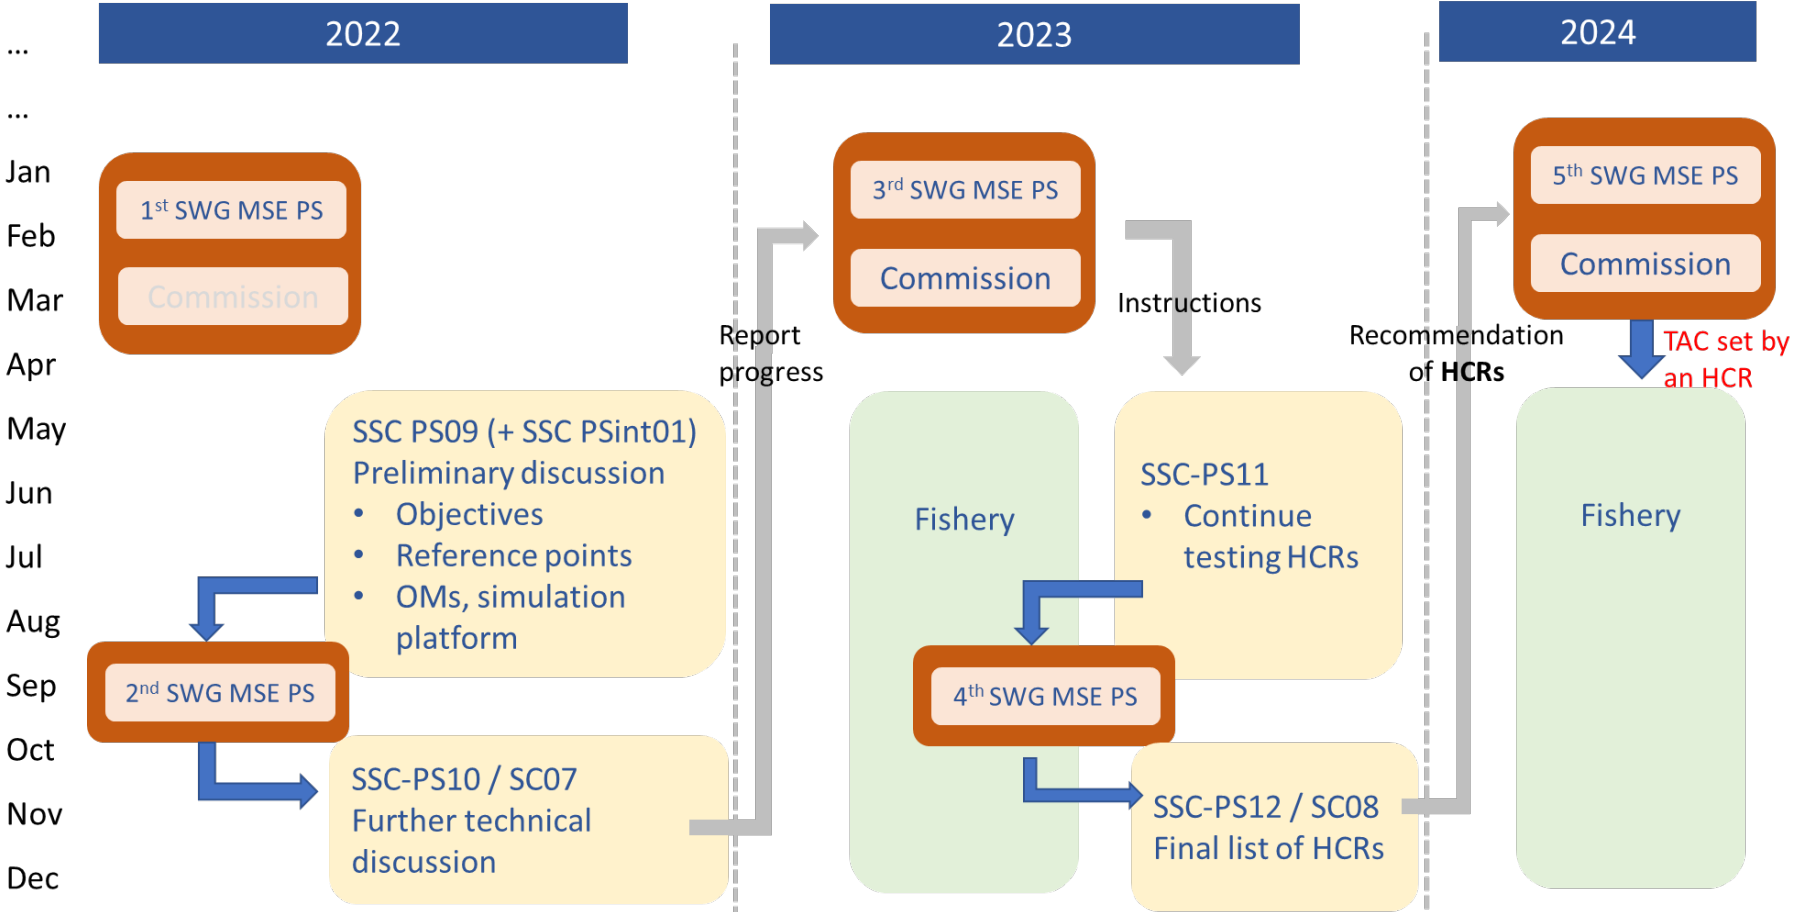 2022
2023
2024
...
...
Jan
Feb
Mar
Apr
May
Jun
Jul
Aug
Sep
Oct
Nov
Dec
1st SWG MSE PS
Commission
SSC PS09 (+ SSC PSint01)
Preliminary discussion
• Objectives
• Reference points
• OMs, simulation
platform
2nd SWG MSE PS
SSC-PS10 / SC07
Further technical
discussion
Report
progress
3rd SWG MSE PS
Commission
Instructions
Fishery
SSC-PS11
• Continue
testing HCRs
4th SWG MSE PS
SSC-PS12 / SC08
Final list of HCRs
Recommendation
of HCRs
5th SWG MSE PS
Commission
TAC set by
an HCR
Fishery